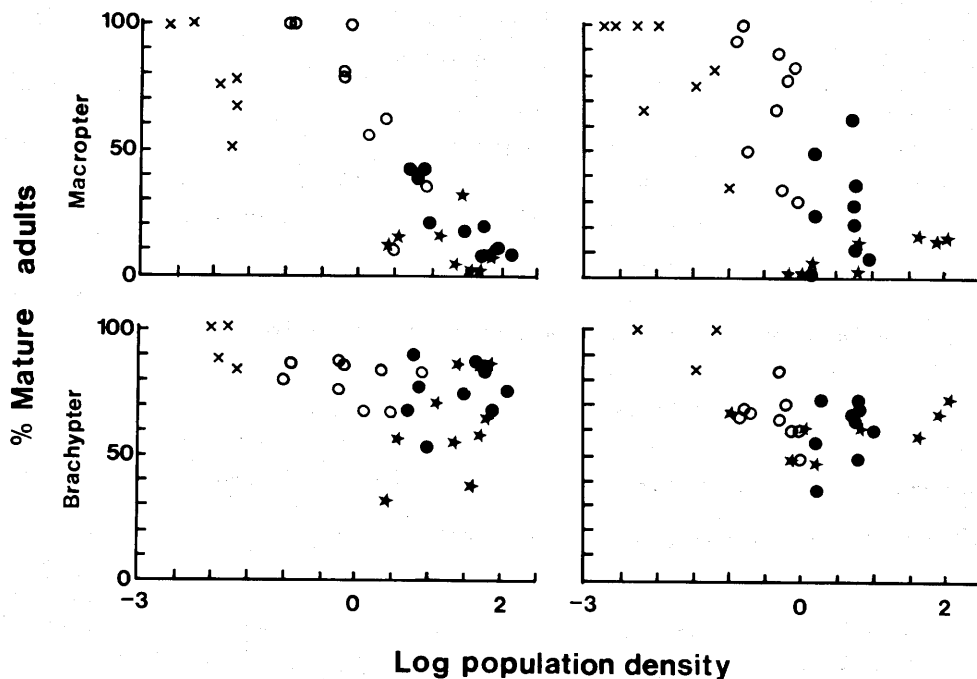 100
50
0
Macropter
100
50
0
Brachypter
% Mature adults
−3 0 2
−3 0 2
Log population density